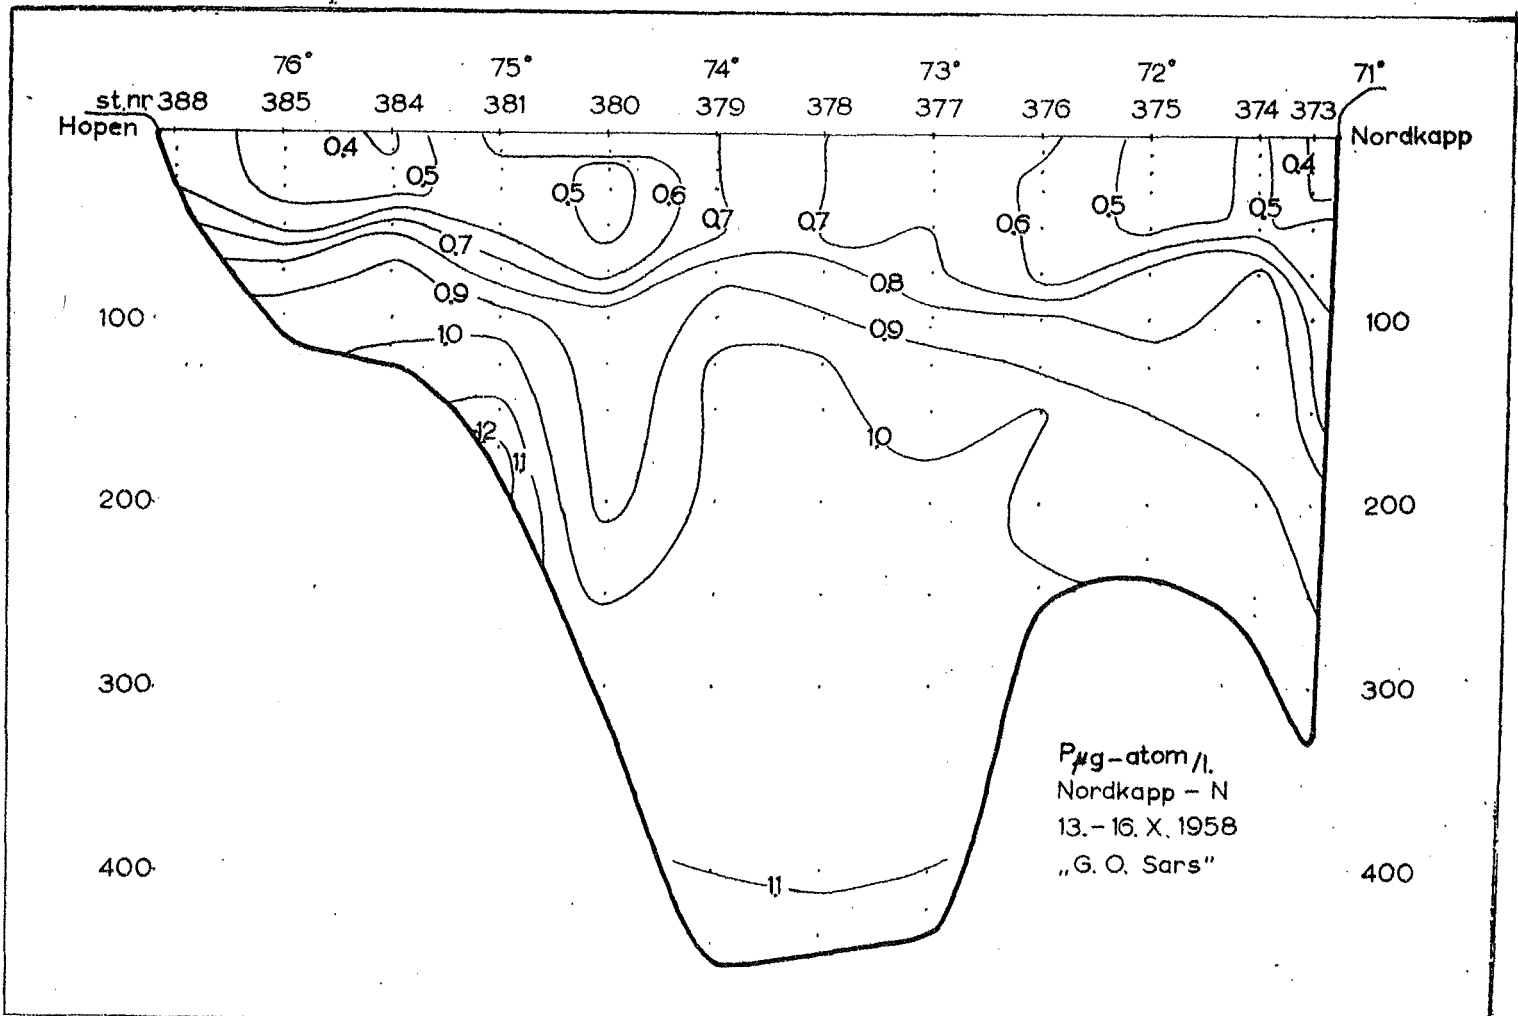 76° 75° 74° 73° 72° 71°
st.nr 388 385 384 381 380 379 378 377 376 375 374 373
Hopen Nordkapp
0.4 0.4
0.5 0.5 0.6 0.5 0.5
0.7 0.7 0.7 0.6
0.9 0.8
100 1.0 0.9 100
1.2 1.0
1.1
200 200
300 300
Pμg-atom/l.
Nordkapp - N
13.-16. X. 1958
400 1.1 „G. O. Sars" 400